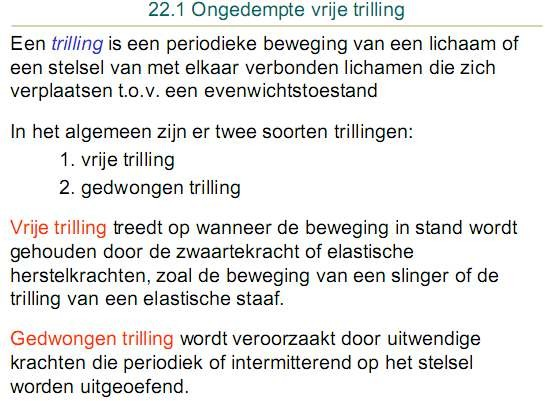 22.1 Ongedempte vrije trilling
Een trilling is een periodieke beweging van een lichaam of
een stelsel van met elkaar verbonden lichamen die zich
verplaatsen t.o.v. een evenwichtstoestand
In het algemeen zijn er twee soorten trillingen:
1. vrije trilling
2. gedwongen trilling
Vrije trilling treedt op wanneer de beweging in stand wordt
gehouden door de zwaartekracht of elastische
herstelkrachten, zoal de beweging van een slinger of de
trilling van een elastische staaf.
Gedwongen trilling wordt veroorzaakt door uitwendige
krachten die periodiek of intermitterend op het stelsel
worden uitgeoefend.